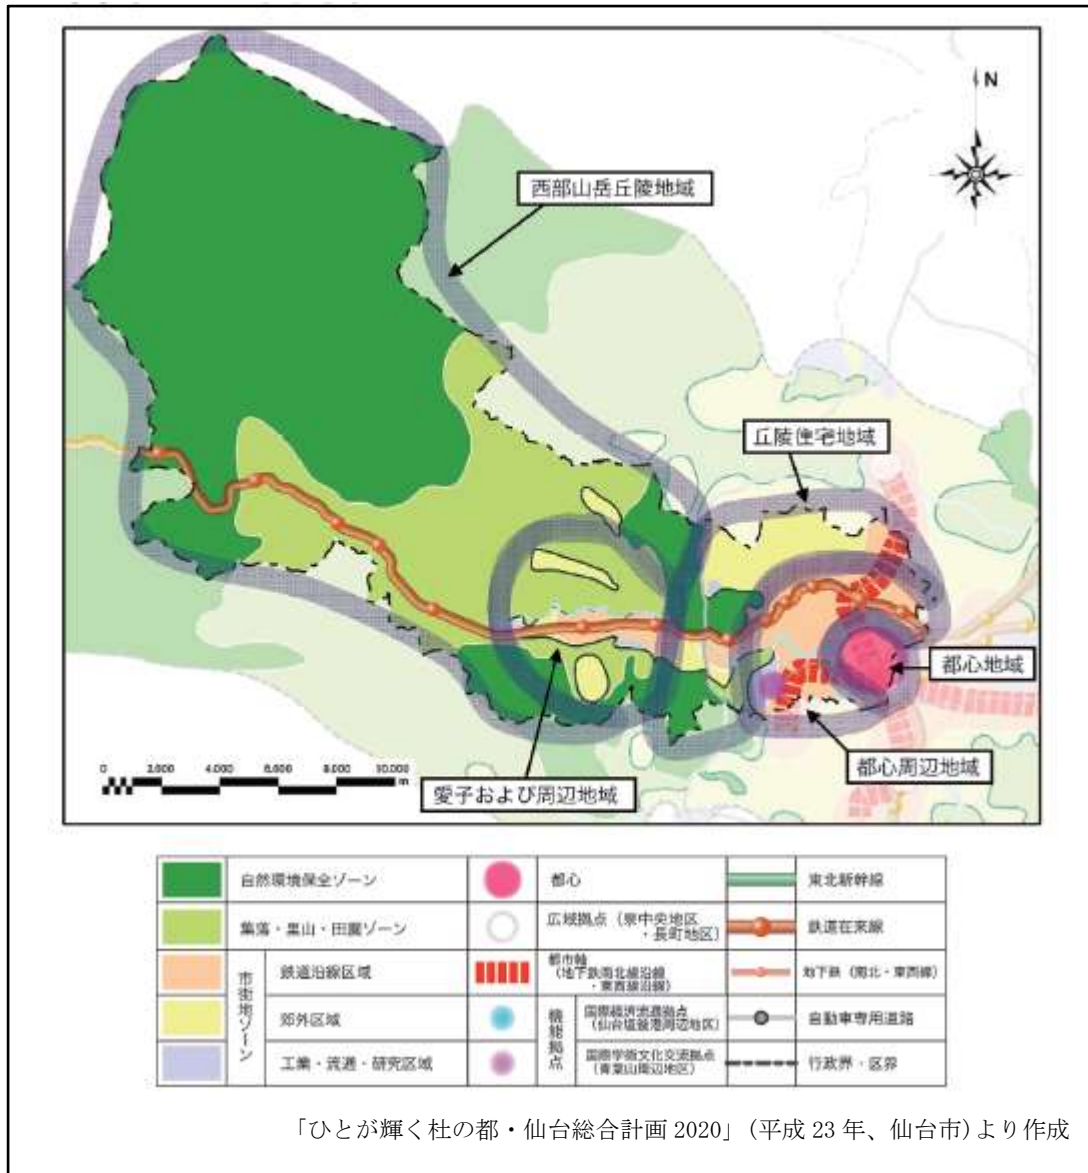 N
西部山岳丘陵地域
丘陵住宅地域
都心地域
都心周辺地域
愛子および周辺地域
0 2,000 4,000 6,000 8,000 10,000
m
自然環境保全ゾーン
都心
東北新幹線
集落・里山・田園ゾーン
広域拠点(泉中央地区
・長町地区)
鉄道在来線
市街地ゾーン
鉄道沿線区域
都市軸
(地下鉄南北線沿線
・東西線沿線)
地下鉄(南北・東西線)
郊外区域
機能拠点
国際経済流通拠点
(仙台塩釜港周辺地区)
自動車専用道路
工業・流通・研究区域
国際学術文化交流拠点
(青葉山周辺地区)
行政界・区界
「ひとが輝く杜の都・仙台総合計画 2020」(平成 23 年、仙台市)より作成